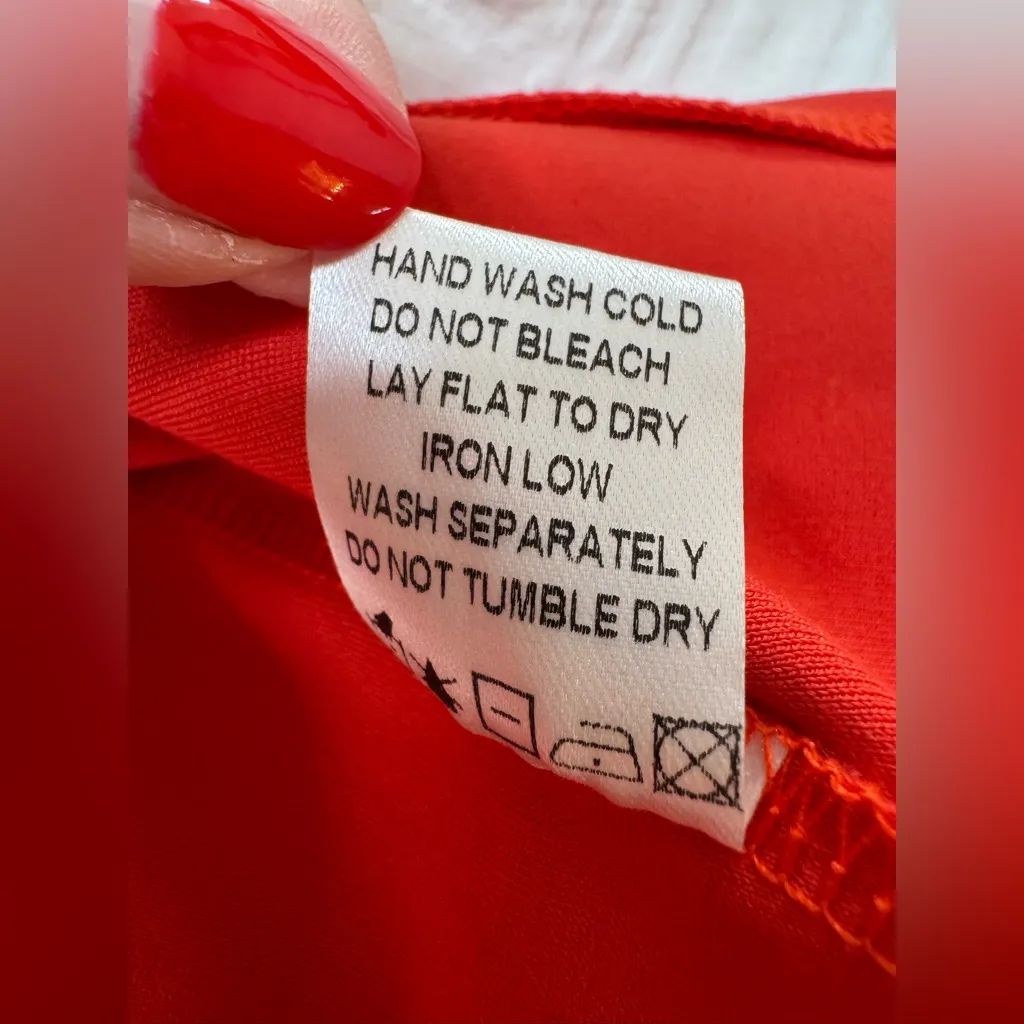 HAND WASH COLD
DO NOT BLEACH
LAY FLAT TO DRY
IRON LOW
WASH SEPARATELY
DO NOT TUMBLE DRY